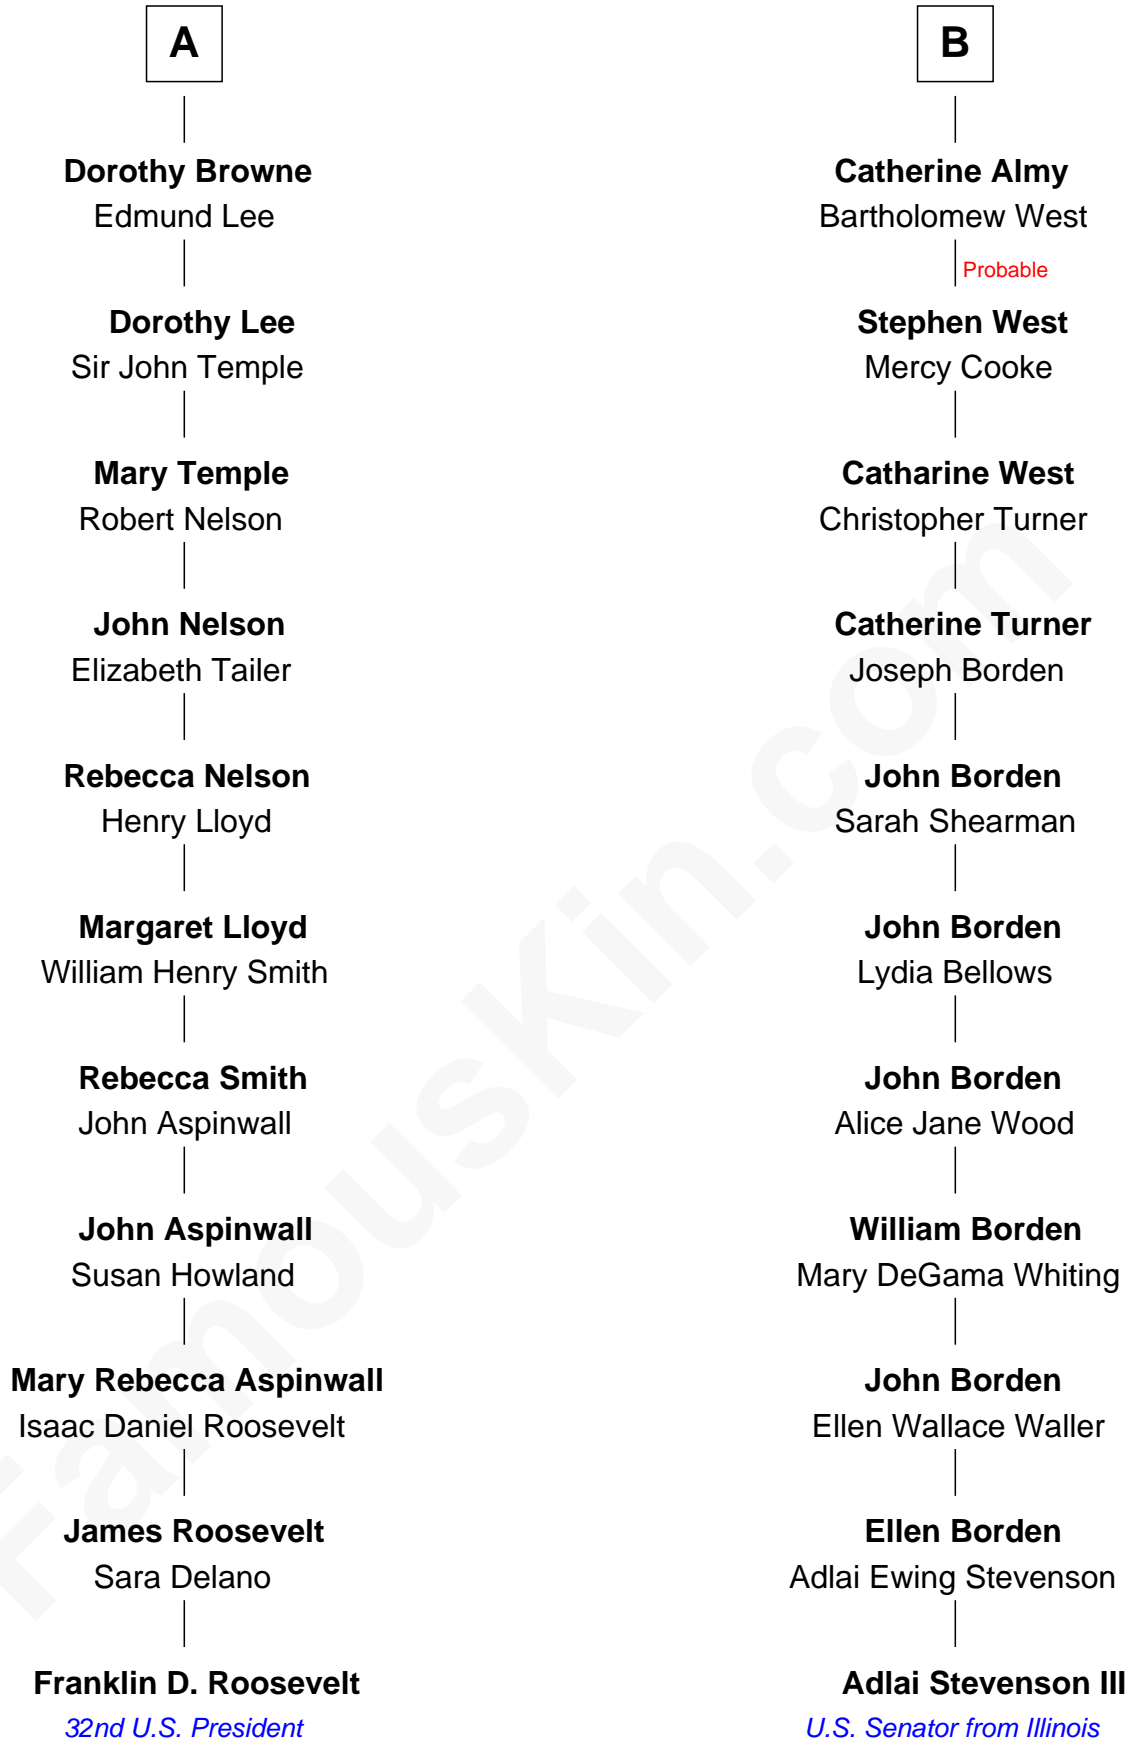 A
Dorothy Browne
Edmund Lee
Dorothy Lee
Sir John Temple
Mary Temple
Robert Nelson
John Nelson
Elizabeth Tailer
Rebecca Nelson
Henry Lloyd
Margaret Lloyd
William Henry Smith
Rebecca Smith
John Aspinwall
John Aspinwall
Susan Howland
Mary Rebecca Aspinwall
Isaac Daniel Roosevelt
James Roosevelt
Sara Delano
Franklin D. Roosevelt
32nd U.S. President
B
Catherine Almy
Bartholomew West
Probable
Stephen West
Mercy Cooke
Catharine West
Christopher Turner
Catherine Turner
Joseph Borden
John Borden
Sarah Shearman
John Borden
Lydia Bellows
John Borden
Alice Jane Wood
William Borden
Mary DeGama Whiting
John Borden
Ellen Wallace Waller
Ellen Borden
Adlai Ewing Stevenson
Adlai Stevenson III
U.S. Senator from Illinois
FamousKin.com